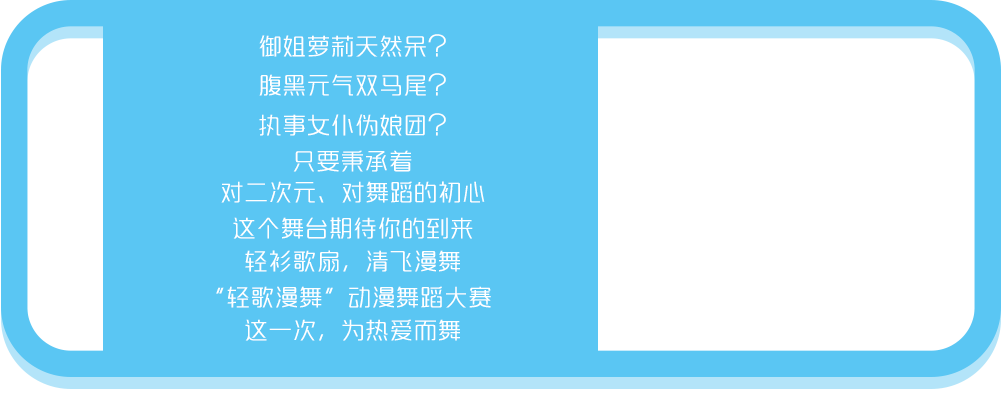 御姐萝莉天然呆？
腹黑元气双马尾？
执事女仆伪娘团？
只要秉承着
对二次元、对舞蹈的初心
这个舞台期待你的到来
轻衫歌扇，清飞漫舞
“轻歌漫舞”动漫舞蹈大赛
这一次，为热爱而舞